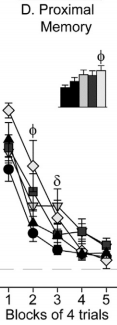 D. Proximal
Memory
ϕ
ϕ
δ
1 2 3 4 5
Blocks of 4 trials